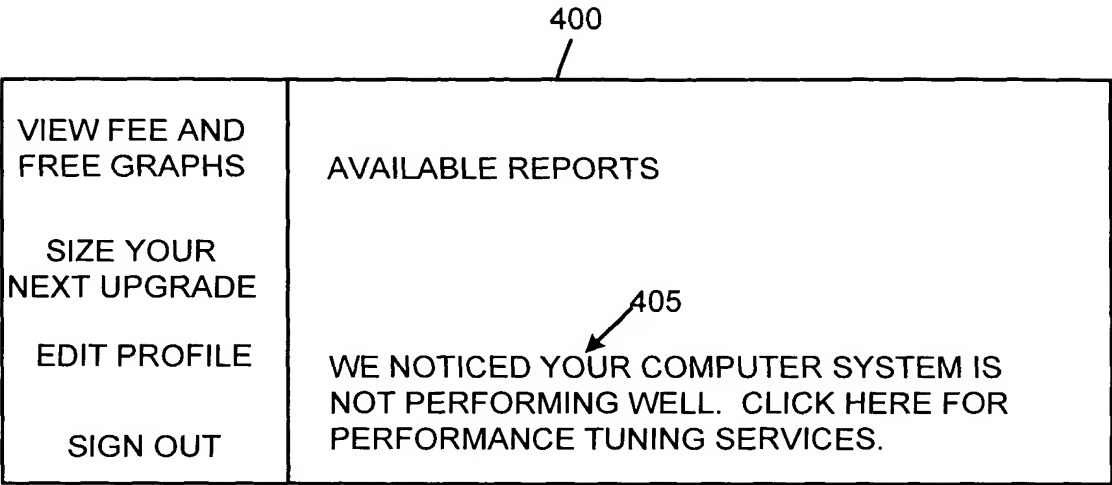 400
VIEW FEE AND
FREE GRAPHS
SIZE YOUR
NEXT UPGRADE
EDIT PROFILE
SIGN OUT
AVAILABLE REPORTS
405
WE NOTICED YOUR COMPUTER SYSTEM IS
NOT PERFORMING WELL. CLICK HERE FOR
PERFORMANCE TUNING SERVICES.